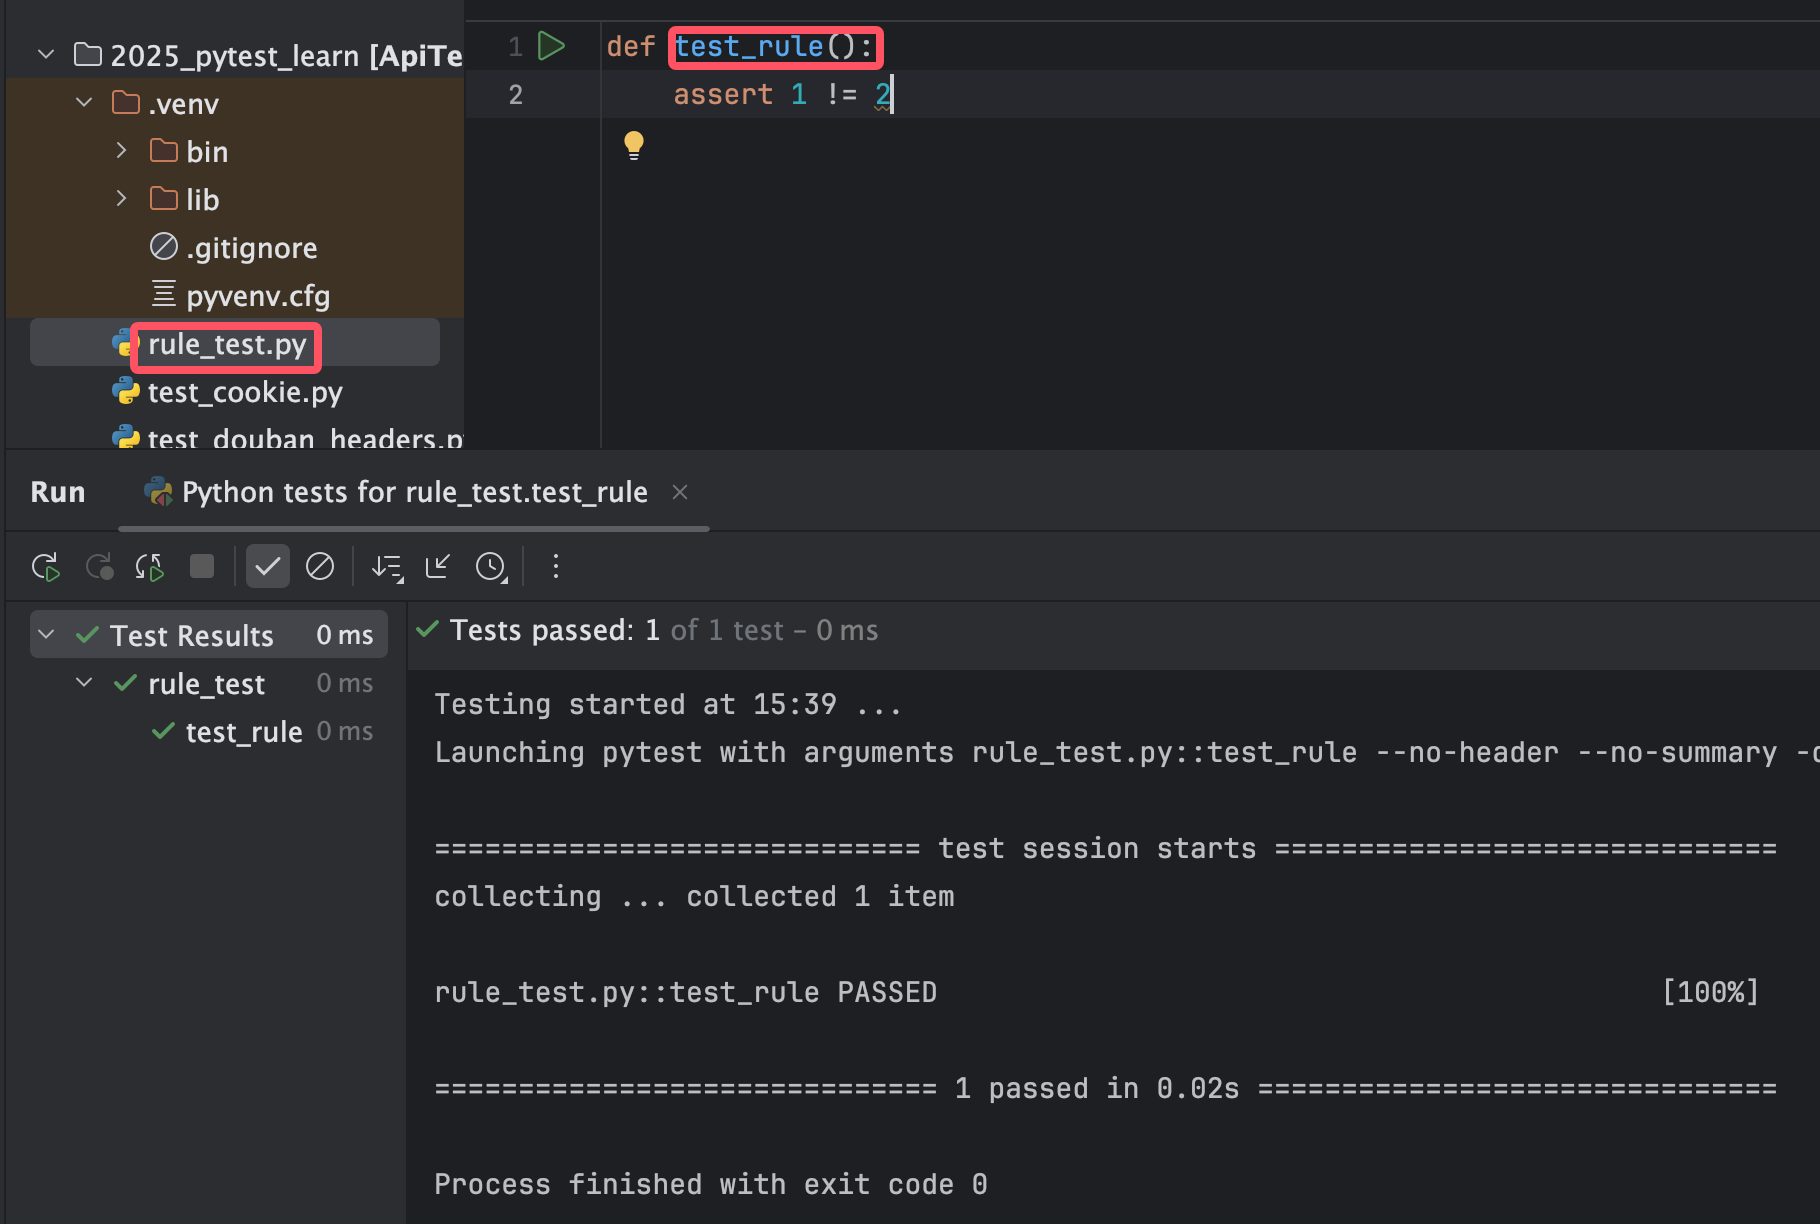 2025_pytest_learn [ApiTe
.venv
bin
lib
.gitignore
pyvenv.cfg
rule_test.py
test_cookie.py
test_douban_headers.p
1 def test_rule():
2 assert 1 != 2
Run Python tests for rule_test.test_rule
Test Results 0 ms
rule_test 0 ms
test_rule 0 ms
Tests passed: 1 of 1 test – 0 ms
Testing started at 15:39 ...
Launching pytest with arguments rule_test.py::test_rule --no-header --no-summary -
============================= test session starts ==============================
collecting ... collected 1 item
rule_test.py::test_rule PASSED [100%]
============================== 1 passed in 0.02s ===============================
Process finished with exit code 0